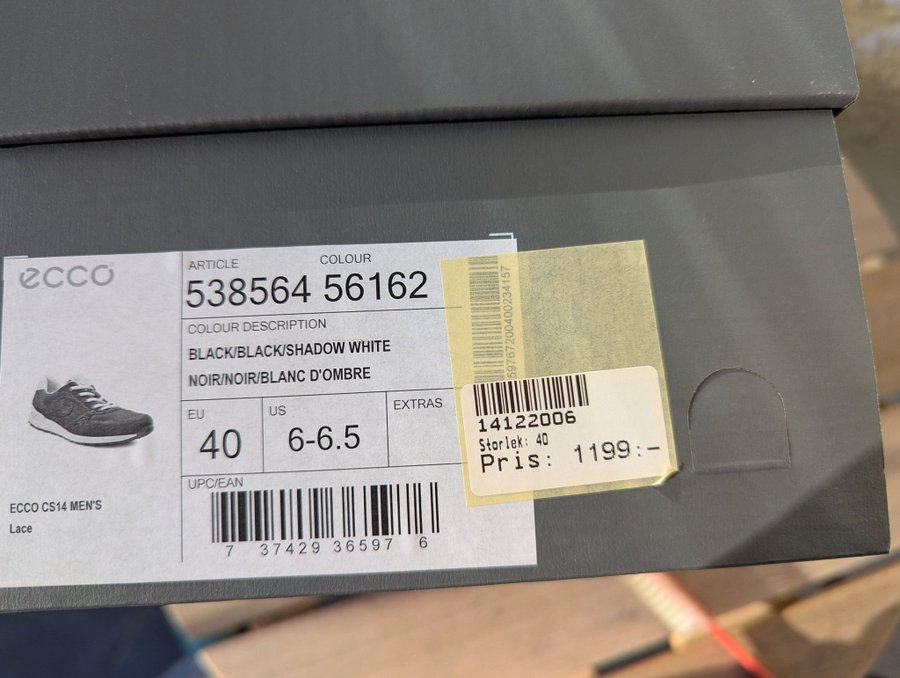 ecco
ARTICLE COLOUR
538564 56162
COLOUR DESCRIPTION
BLACK/BLACK/SHADOW WHITE
NOIR/NOIR/BLANC D'OMBRE
EU US EXTRAS
40 6-6.5
UPC/EAN
7 37429 36597 6
ECCO CS14 MEN'S
Lace
14122006
Storlek: 40
Pris: 1199:-